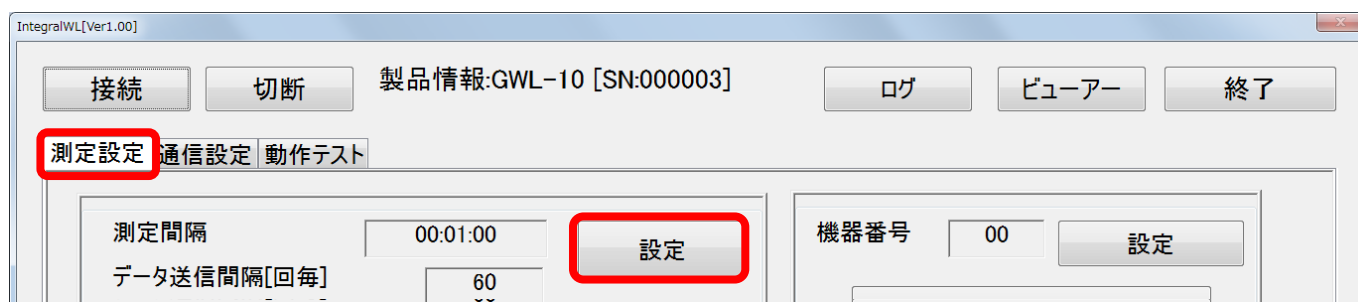 IntegralWL[Ver1.00]
接続 切断 製品情報:GWL-10 [SN:000003] ログ ビューアー 終了
測定設定 通信設定 動作テスト
測定間隔 00:01:00 設定 機器番号 00 設定
データ送信間隔[回毎] 60